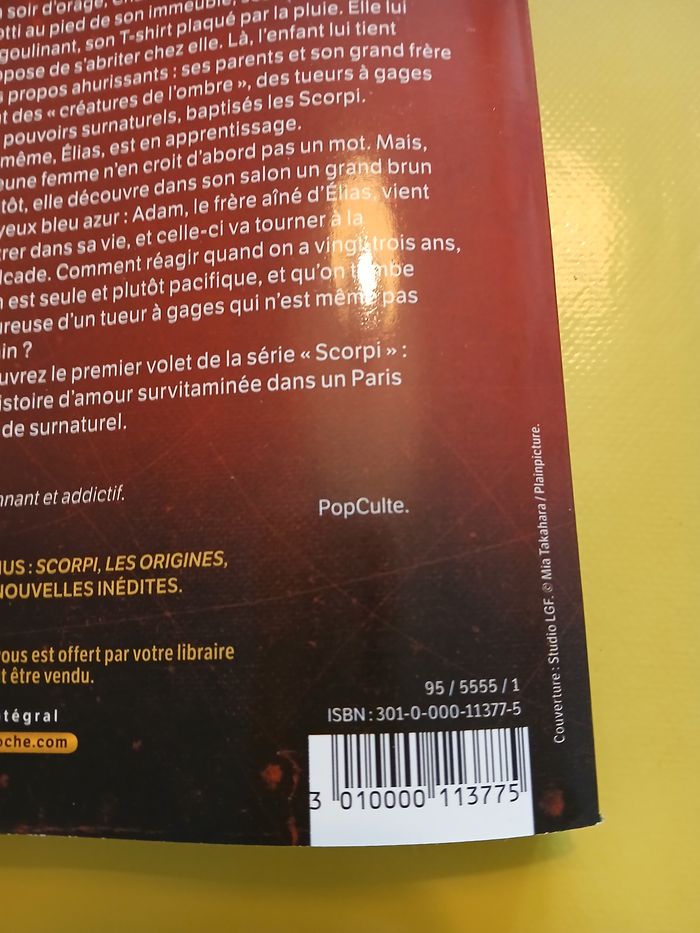 soir d'orage,
otti au pied de son immeuble,
goulinant, son T-shirt plaqué par la pluie. Elle lui
pose de s'abriter chez elle. Là, l'enfant lui tient
propos ahurissants : ses parents et son grand frère
t des « créatures de l'ombre », des tueurs à gages
pouvoirs surnaturels, baptisés les Scorpi.
même, Élias, est en apprentissage.
eune femme n'en croit d'abord pas un mot. Mais,
tôt, elle découvre dans son salon un grand brun
yeux bleu azur : Adam, le frère aîné d'Élias, vient
trer dans sa vie, et celle-ci va tourner à la
lcade. Comment réagir quand on a vingt-trois ans,
n est seule et plutôt pacifique, et qu'on tombe
ureuse d'un tueur à gages qui n'est même pas
in ?
uvrez le premier volet de la série « Scorpi » :
istoire d'amour survitaminée dans un Paris
de surnaturel.
nnant et addictif.
PopCulte.
NUS : SCORPI, LES ORIGINES,
NOUVELLES INÉDITES.
vous est offert par votre libraire
t être vendu.
ntégral
oche.com
95 / 5555 / 1
ISBN : 301-0-000-11377-5
3 010000 113775
Couverture : Studio LGF. © Mia Takahara / Plainpicture.